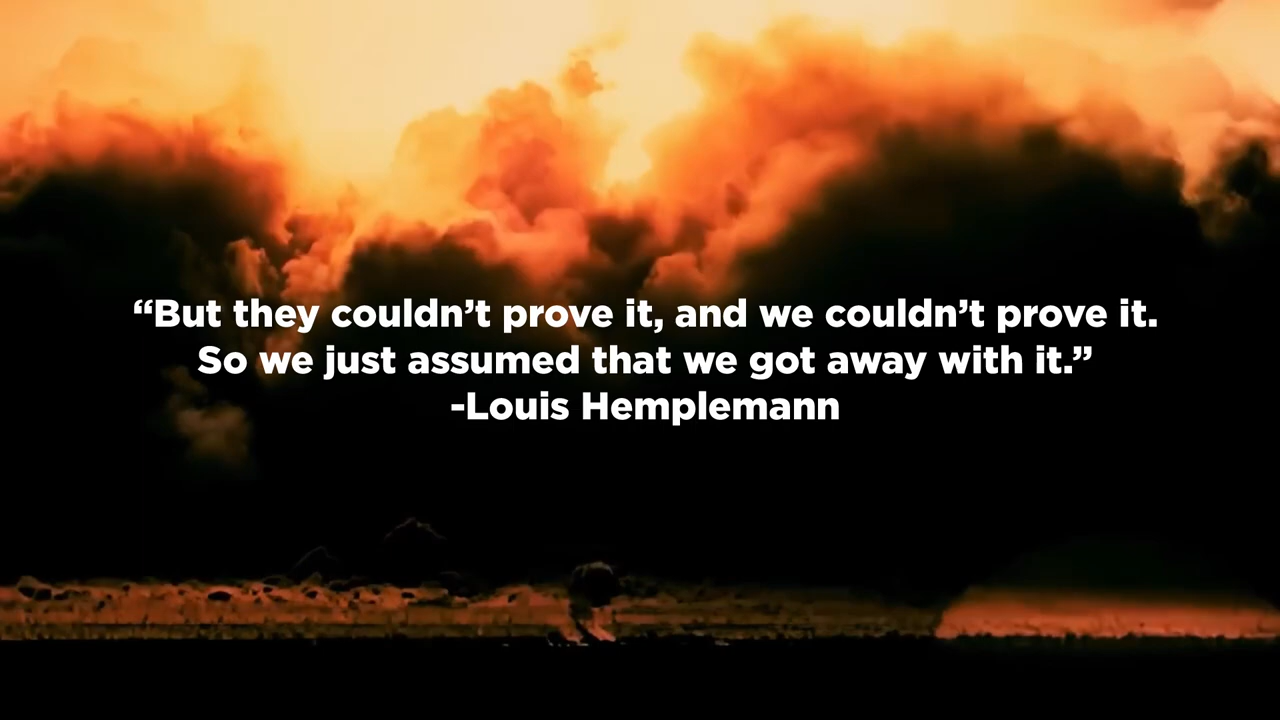 “But they couldn’t prove it, and we couldn’t prove it.
So we just assumed that we got away with it.”
-Louis Hemplemann